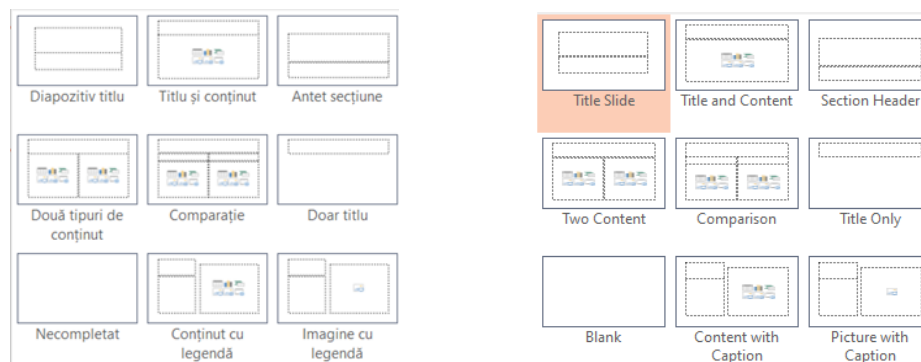 Diapozitiv titlu
Titlu și conținut
Antet secțiune
Două tipuri de
conținut
Comparație
Doar titlu
Necompletat
Conținut cu
legendă
Imagine cu
legendă
Title Slide
Title and Content
Section Header
Two Content
Comparison
Title Only
Blank
Content with
Caption
Picture with
Caption